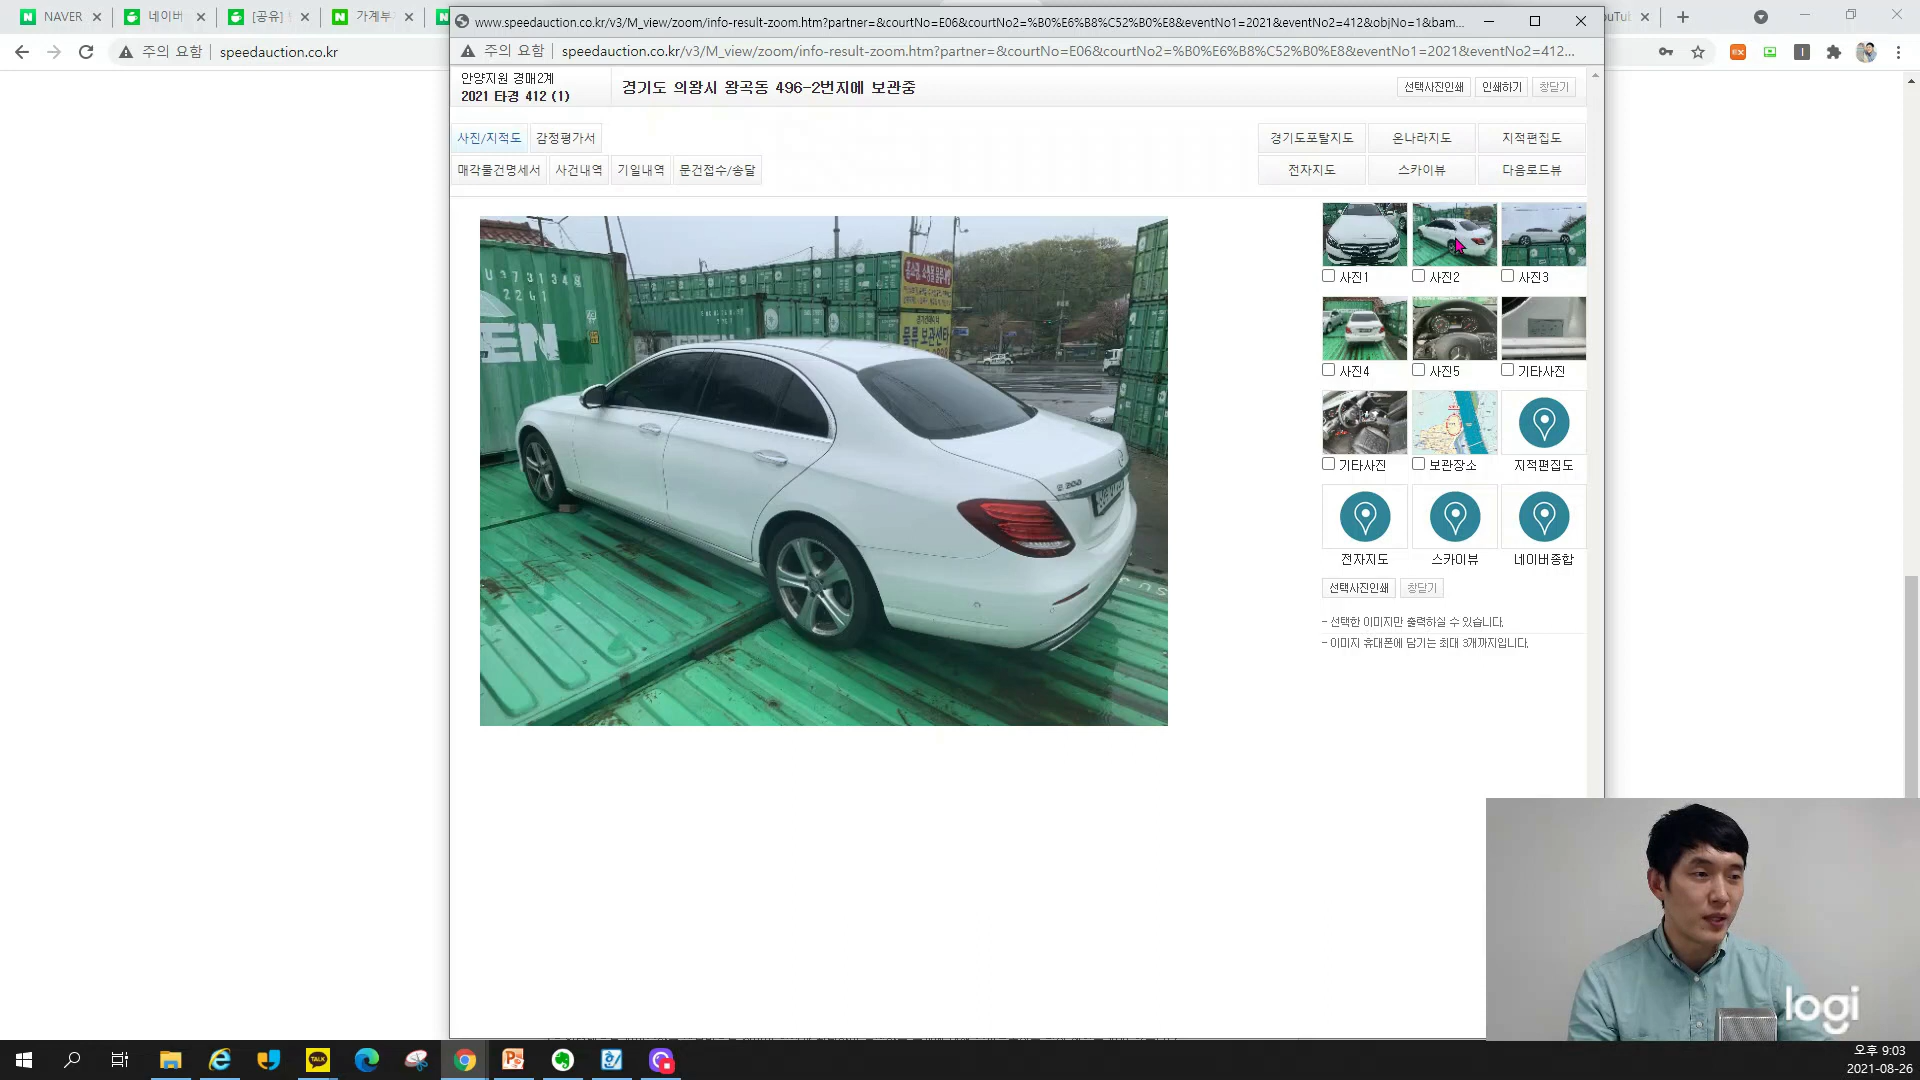 NAVER
네이버
[공유]
가계부
www.speedauction.co.kr/v3/M_view/zoom/info-result-zoom.htm?partner=&courtNo=E06&courtNo2=%B0%E6%B8%C52%B0%E8&eventNo1=2021&eventNo2=412&objNo=1&bam...
주의 요함
speedauction.co.kr
주의 요함
speedauction.co.kr/v3/M_view/zoom/info-result-zoom.htm?partner=&courtNo=E06&courtNo2=%B0%E6%B8%C52%B0%E8&eventNo1=2021&eventNo2=412...
안양지원 경매2계
2021 타경 412 (1)
경기도 의왕시 왕곡동 496-2번지에 보관중
선택사진인쇄
인쇄하기
창닫기
사진/지적도
감정평가서
경기도포탈지도
온나라지도
지적편집도
매각물건명세서
사건내역
기일내역
문건접수/송달
전자지도
스카이뷰
다음로드뷰
EN
물류 보관센타
사진1
사진2
사진3
사진4
사진5
기타사진
기타사진
보관장소
지적편집도
전자지도
스카이뷰
네이버종합
선택사진인쇄
창닫기
- 선택한 이미지만 출력하실 수 있습니다.
- 이미지 휴대폰에 담기는 최대 3개까지입니다.
logi
TALK
오후 9:03
2021-08-26